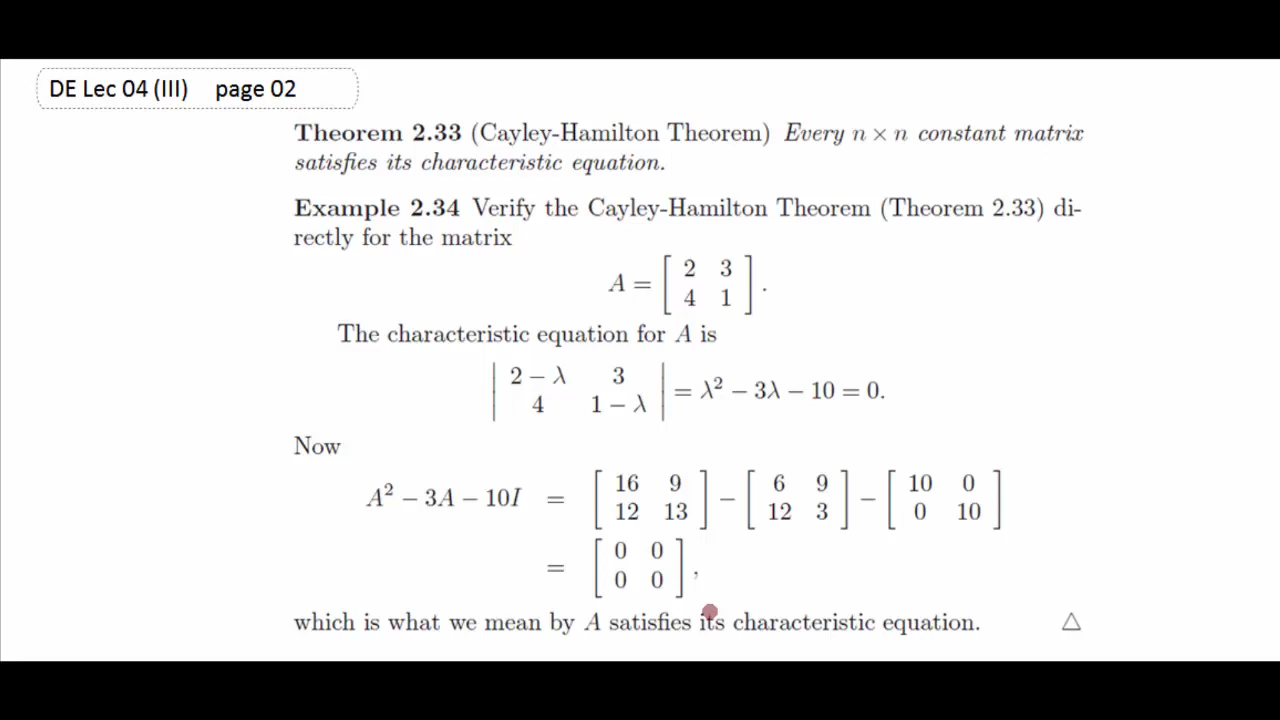 DE Lec 04 (III) page 02
Theorem 2.33 (Cayley-Hamilton Theorem) Every n × n constant matrix
satisfies its characteristic equation.
Example 2.34 Verify the Cayley-Hamilton Theorem (Theorem 2.33) di-
rectly for the matrix
A = [ 2 3
4 1 ] .
The characteristic equation for A is
| 2 − λ 3
4 1 − λ | = λ² − 3λ − 10 = 0.
Now
A² − 3A − 10I = [ 16 9
12 13 ] − [ 6 9
12 3 ] − [ 10 0
0 10 ]
= [ 0 0
0 0 ] ,
which is what we mean by A satisfies its characteristic equation. △